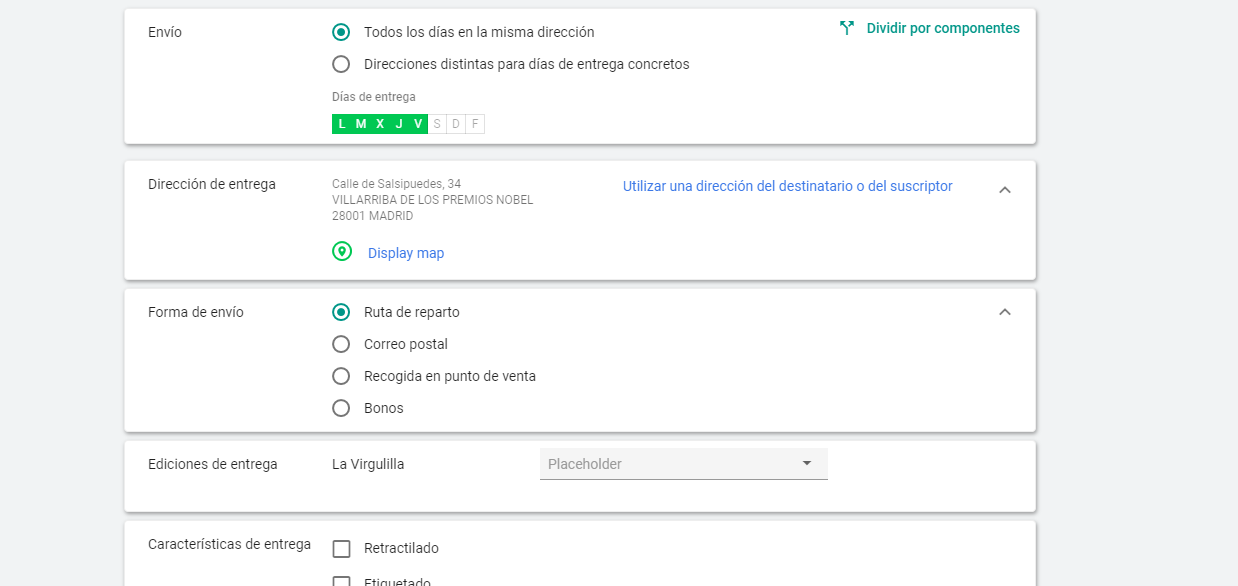 Envío
Todos los días en la misma dirección
Dividir por componentes
Direcciones distintas para días de entrega concretos
Días de entrega
L M X J V S D F
Dirección de entrega
Calle de Salsipuedes, 34
Utilizar una dirección del destinatario o del suscriptor
VILLARRIBA DE LOS PREMIOS NOBEL
28001 MADRID
Display map
Forma de envío
Ruta de reparto
Correo postal
Recogida en punto de venta
Bonos
Ediciones de entrega
La Virgulilla
Placeholder
Características de entrega
Retractilado
Etiquetado